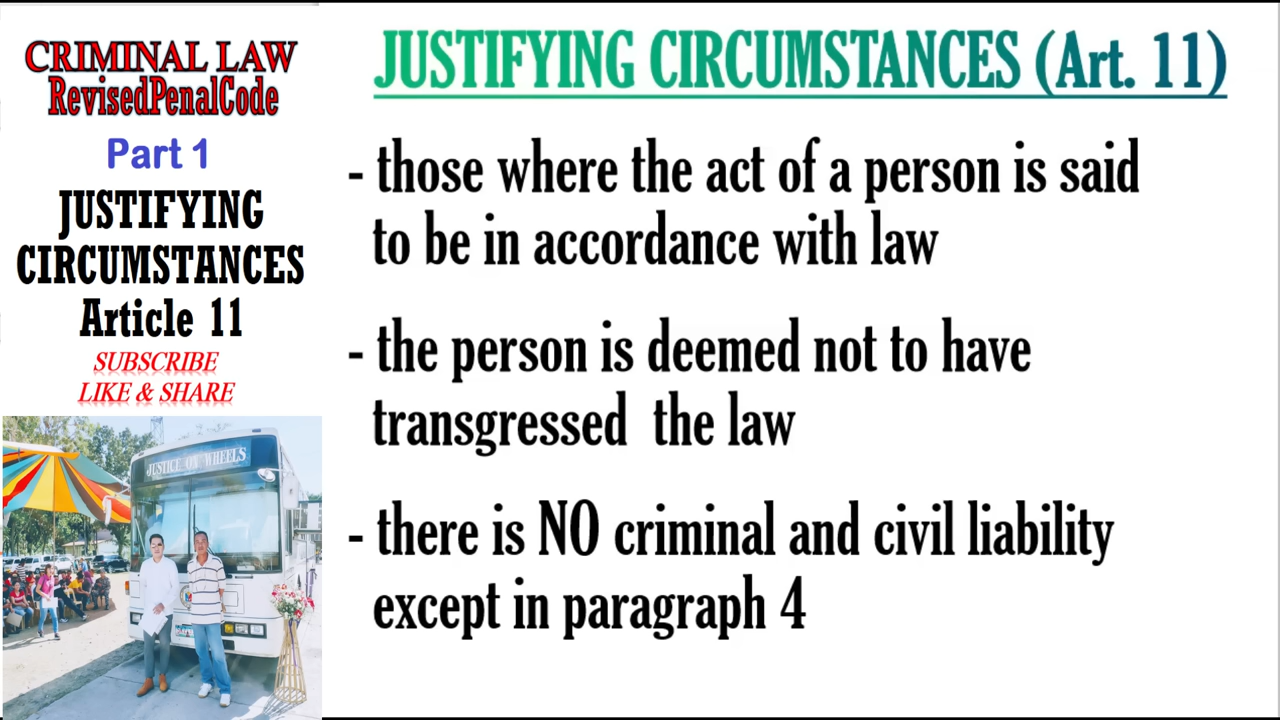 CRIMINAL LAW
RevisedPenalCode
Part 1
JUSTIFYING
CIRCUMSTANCES
Article 11
SUBSCRIBE
LIKE & SHARE
JUSTICE ON WHEELS
JUSTIFYING CIRCUMSTANCES (Art. 11)
- those where the act of a person is said
to be in accordance with law
- the person is deemed not to have
transgressed the law
- there is NO criminal and civil liability
except in paragraph 4